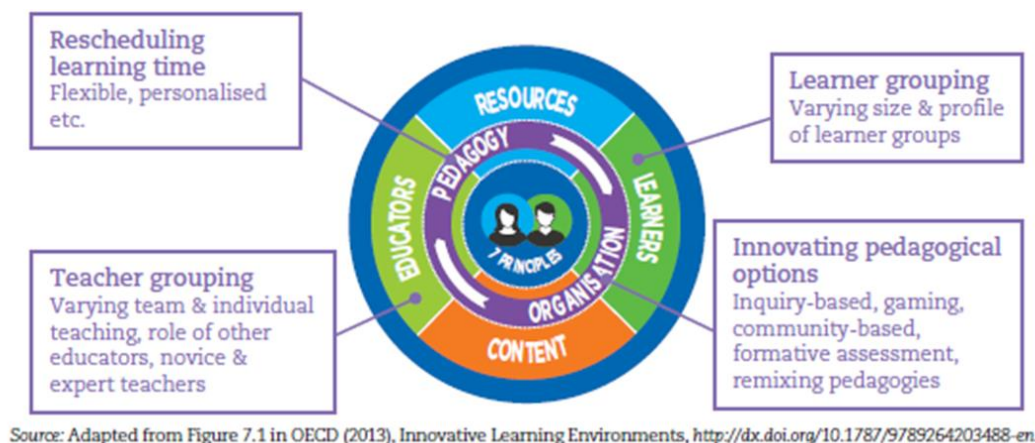 Rescheduling
learning time
Flexible, personalised
etc.
Learner grouping
Varying size & profile
of learner groups
RESOURCES
PEDAGOGY
EDUCATORS
LEARNERS
7 PRINCIPLES
ORGANISATION
CONTENT
Teacher grouping
Varying team & individual
teaching, role of other
educators, novice &
expert teachers
Innovating pedagogical
options
Inquiry-based, gaming,
community-based,
formative assessment,
remixing pedagogies
Source: Adapted from Figure 7.1 in OECD (2013), Innovative Learning Environments, http://dx.doi.org/10.1787/9789264203488-en